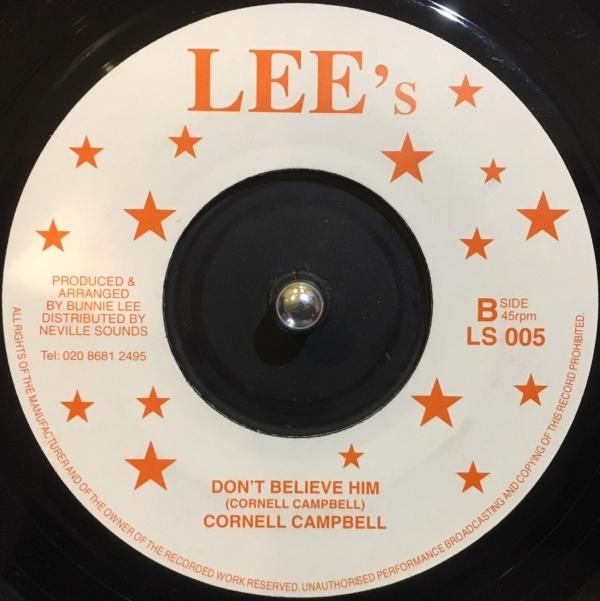 LEE's
PRODUCED &
ARRANGED
BY BUNNIE LEE
DISTRIBUTED BY
NEVILLE SOUNDS
Tel: 020 8681 2495
B SIDE
45rpm
LS 005
DON'T BELIEVE HIM
(CORNELL CAMPBELL)
CORNELL CAMPBELL
ALL RIGHTS OF THE MANUFACTURER AND OF THE OWNER OF THE RECORDED WORK RESERVED. UNAUTHORISED PERFORMANCE BROADCASTING AND COPYING OF THIS RECORD PROHIBITED.